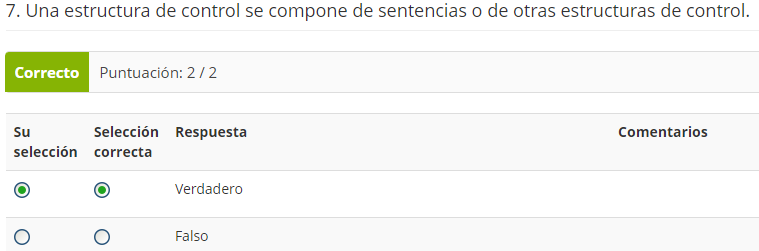 7. Una estructura de control se compone de sentencias o de otras estructuras de control.
Correcto Puntuación: 2 / 2
Su selección Selección correcta Respuesta Comentarios
Verdadero
Falso